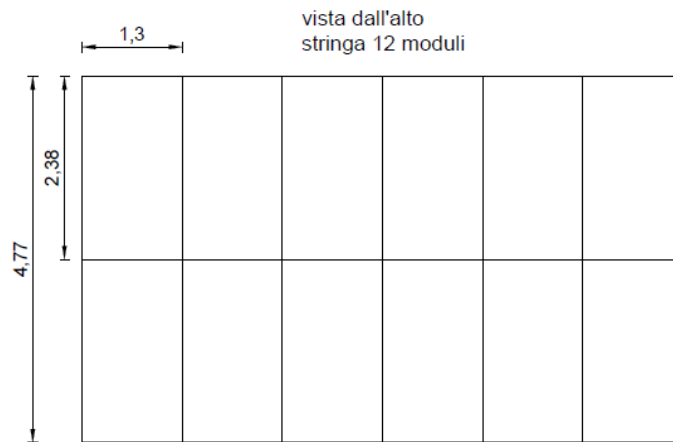 vista dall'alto
stringa 12 moduli
1,3
2,38
4,77